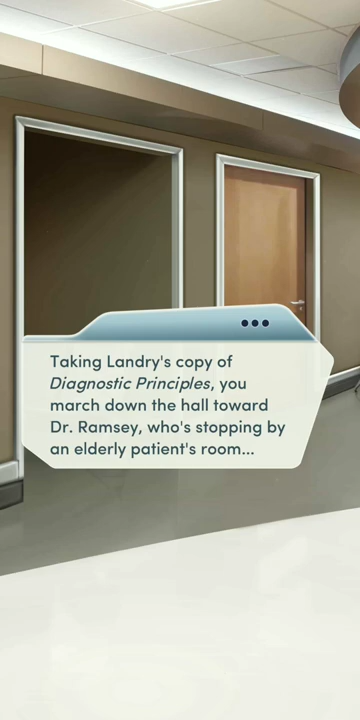 Taking Landry's copy of
Diagnostic Principles, you
march down the hall toward
Dr. Ramsey, who's stopping by
an elderly patient's room...